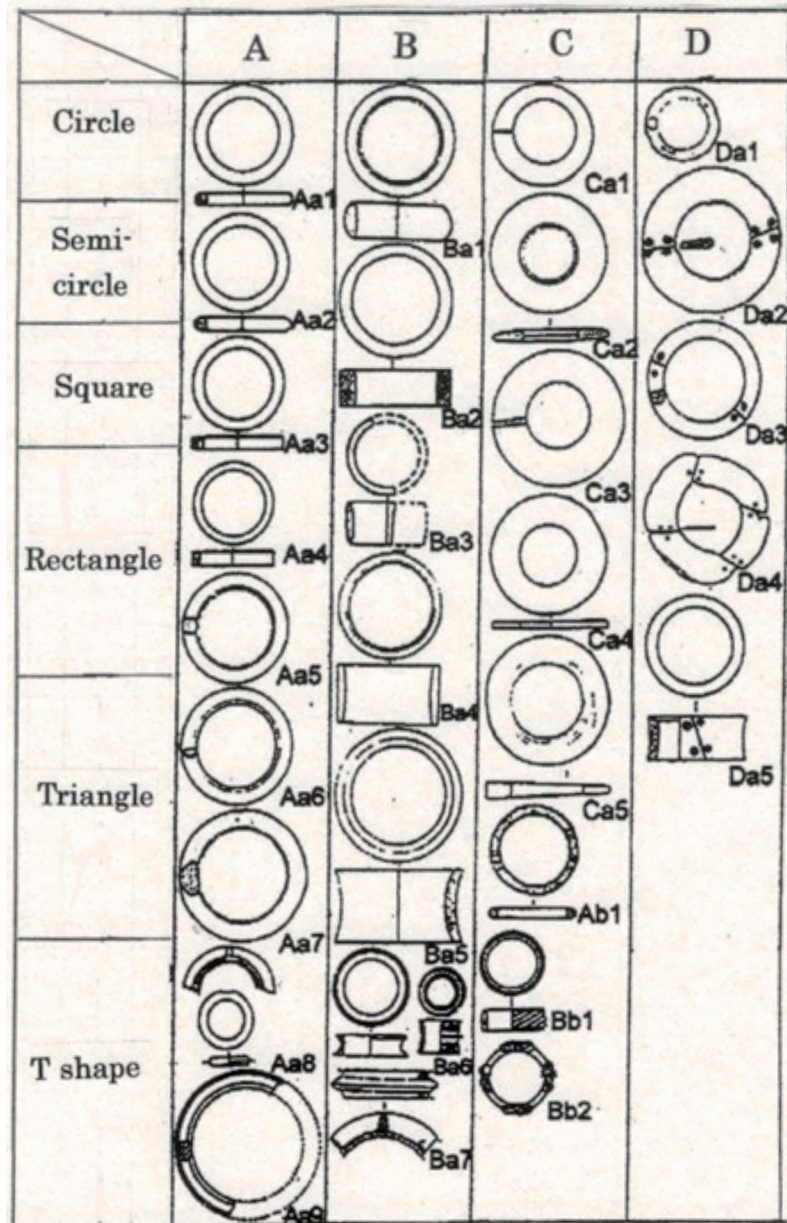 A B C D
Circle
Semi-
circle
Square
Rectangle
Triangle
T shape
Aa1
Aa2
Aa3
Aa4
Aa5
Aa6
Aa7
Aa8
Aa9
Ba1
Ba2
Ba3
Ba4
Ba5
Ba6
Ba7
Ca1
Ca2
Ca3
Ca4
Ca5
Ab1
Bb1
Bb2
Da1
Da2
Da3
Da4
Da5